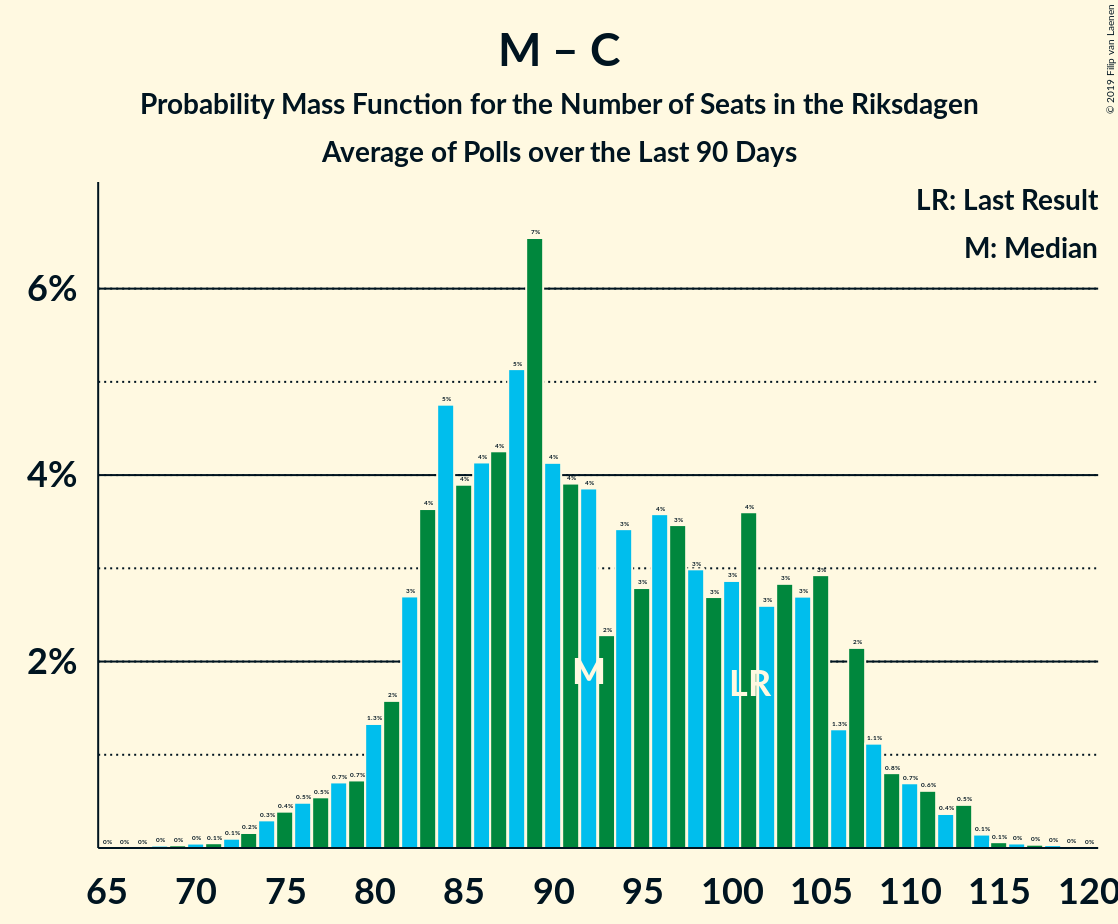 M – C
Probability Mass Function for the Number of Seats in the Riksdagen
Average of Polls over the Last 90 Days
© 2019 Filip van Laenen
LR: Last Result
M: Median
6%
4%
2%
0% 0% 0% 0% 0% 0% 0.1% 0.1% 0.2% 0.3% 0.4% 0.5% 0.5% 0.7% 0.7% 1.3% 2% 3% 4% 5% 4% 4% 4% 5% 7% 4% 4% 4% 2% 3% 3% 4% 3% 3% 3% 3% 4% 3% 3% 3% 3% 1.3% 2% 1.1% 0.8% 0.7% 0.6% 0.4% 0.5% 0.1% 0.1% 0% 0% 0% 0% 0%
M
LR
65 70 75 80 85 90 95 100 105 110 115 120